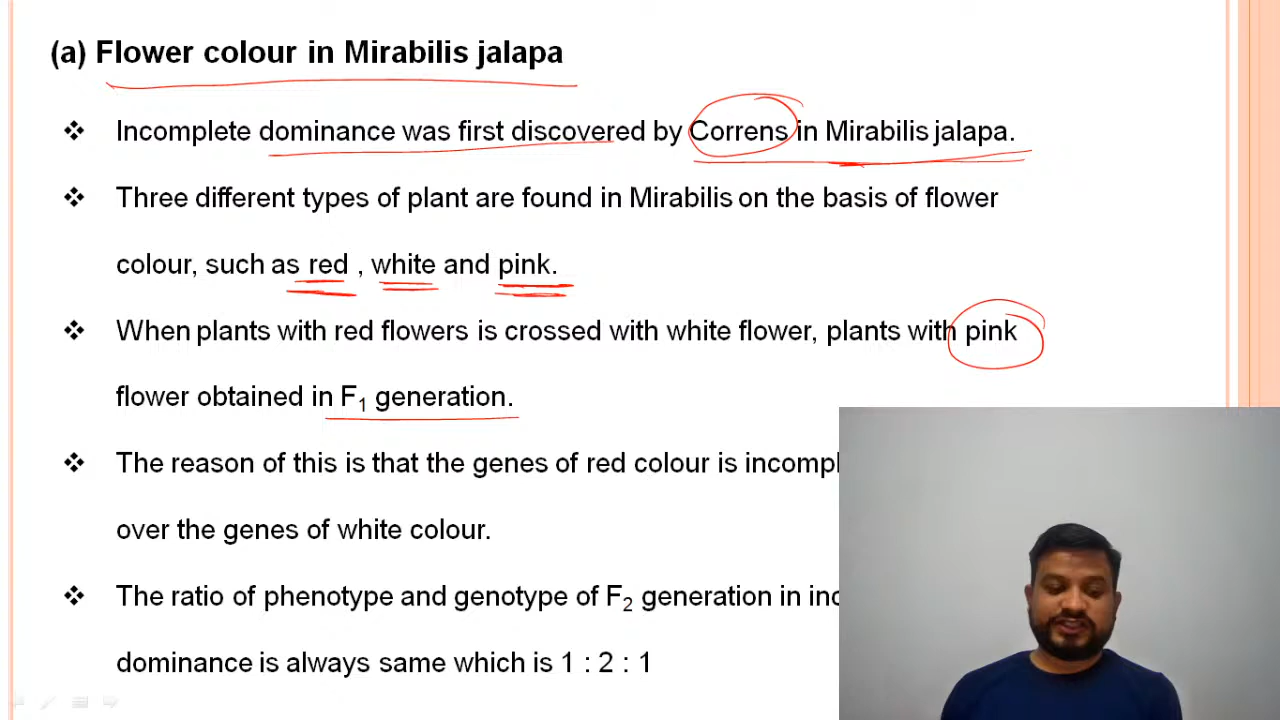 (a) Flower colour in Mirabilis jalapa
❖ Incomplete dominance was first discovered by Correns in Mirabilis jalapa.
❖ Three different types of plant are found in Mirabilis on the basis of flower
colour, such as red , white and pink.
❖ When plants with red flowers is crossed with white flower, plants with pink
flower obtained in F₁ generation.
❖ The reason of this is that the genes of red colour is
over the genes of white colour.
❖ The ratio of phenotype and genotype of F₂ generation in
dominance is always same which is 1 : 2 : 1